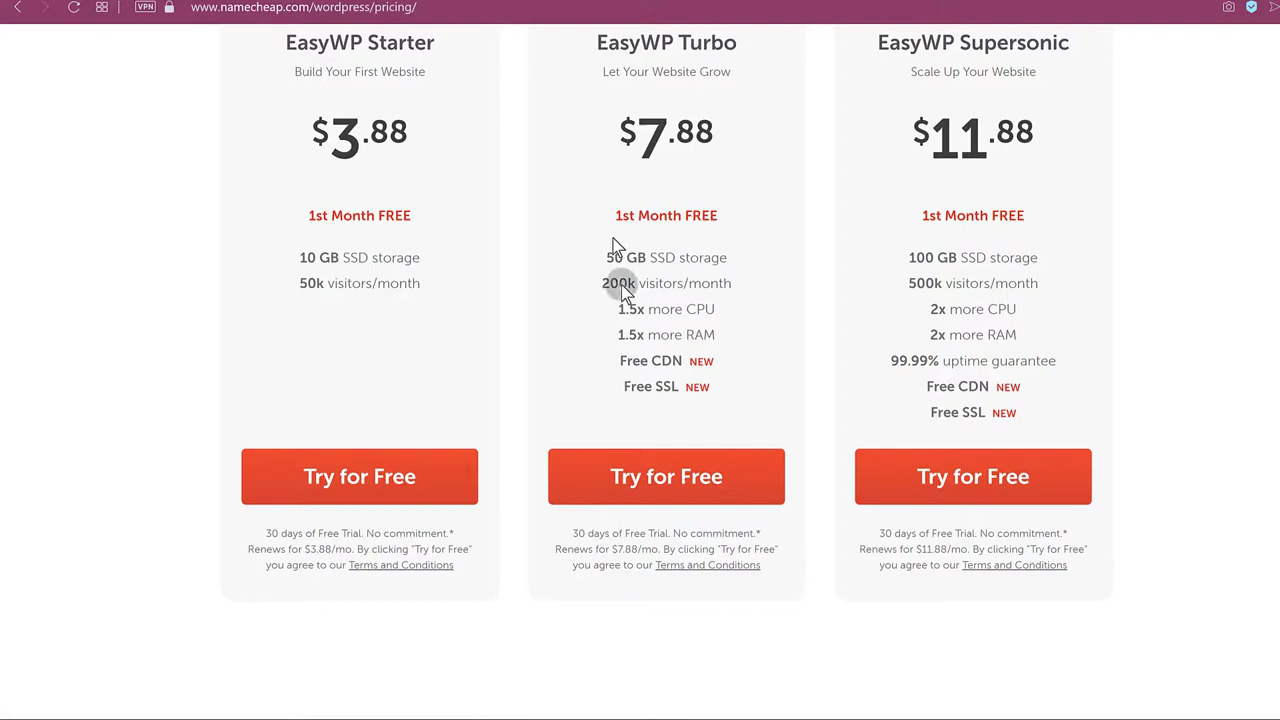 VPN www.namecheap.com/wordpress/pricing/
EasyWP Starter
Build Your First Website
$3.88
1st Month FREE
10 GB SSD storage
50k visitors/month
Try for Free
30 days of Free Trial. No commitment.*
Renews for $3.88/mo. By clicking "Try for Free"
you agree to our Terms and Conditions
EasyWP Turbo
Let Your Website Grow
$7.88
1st Month FREE
50 GB SSD storage
200k visitors/month
1.5x more CPU
1.5x more RAM
Free CDN NEW
Free SSL NEW
Try for Free
30 days of Free Trial. No commitment.*
Renews for $7.88/mo. By clicking "Try for Free"
you agree to our Terms and Conditions
EasyWP Supersonic
Scale Up Your Website
$11.88
1st Month FREE
100 GB SSD storage
500k visitors/month
2x more CPU
2x more RAM
99.99% uptime guarantee
Free CDN NEW
Free SSL NEW
Try for Free
30 days of Free Trial. No commitment.*
Renews for $11.88/mo. By clicking "Try for Free"
you agree to our Terms and Conditions